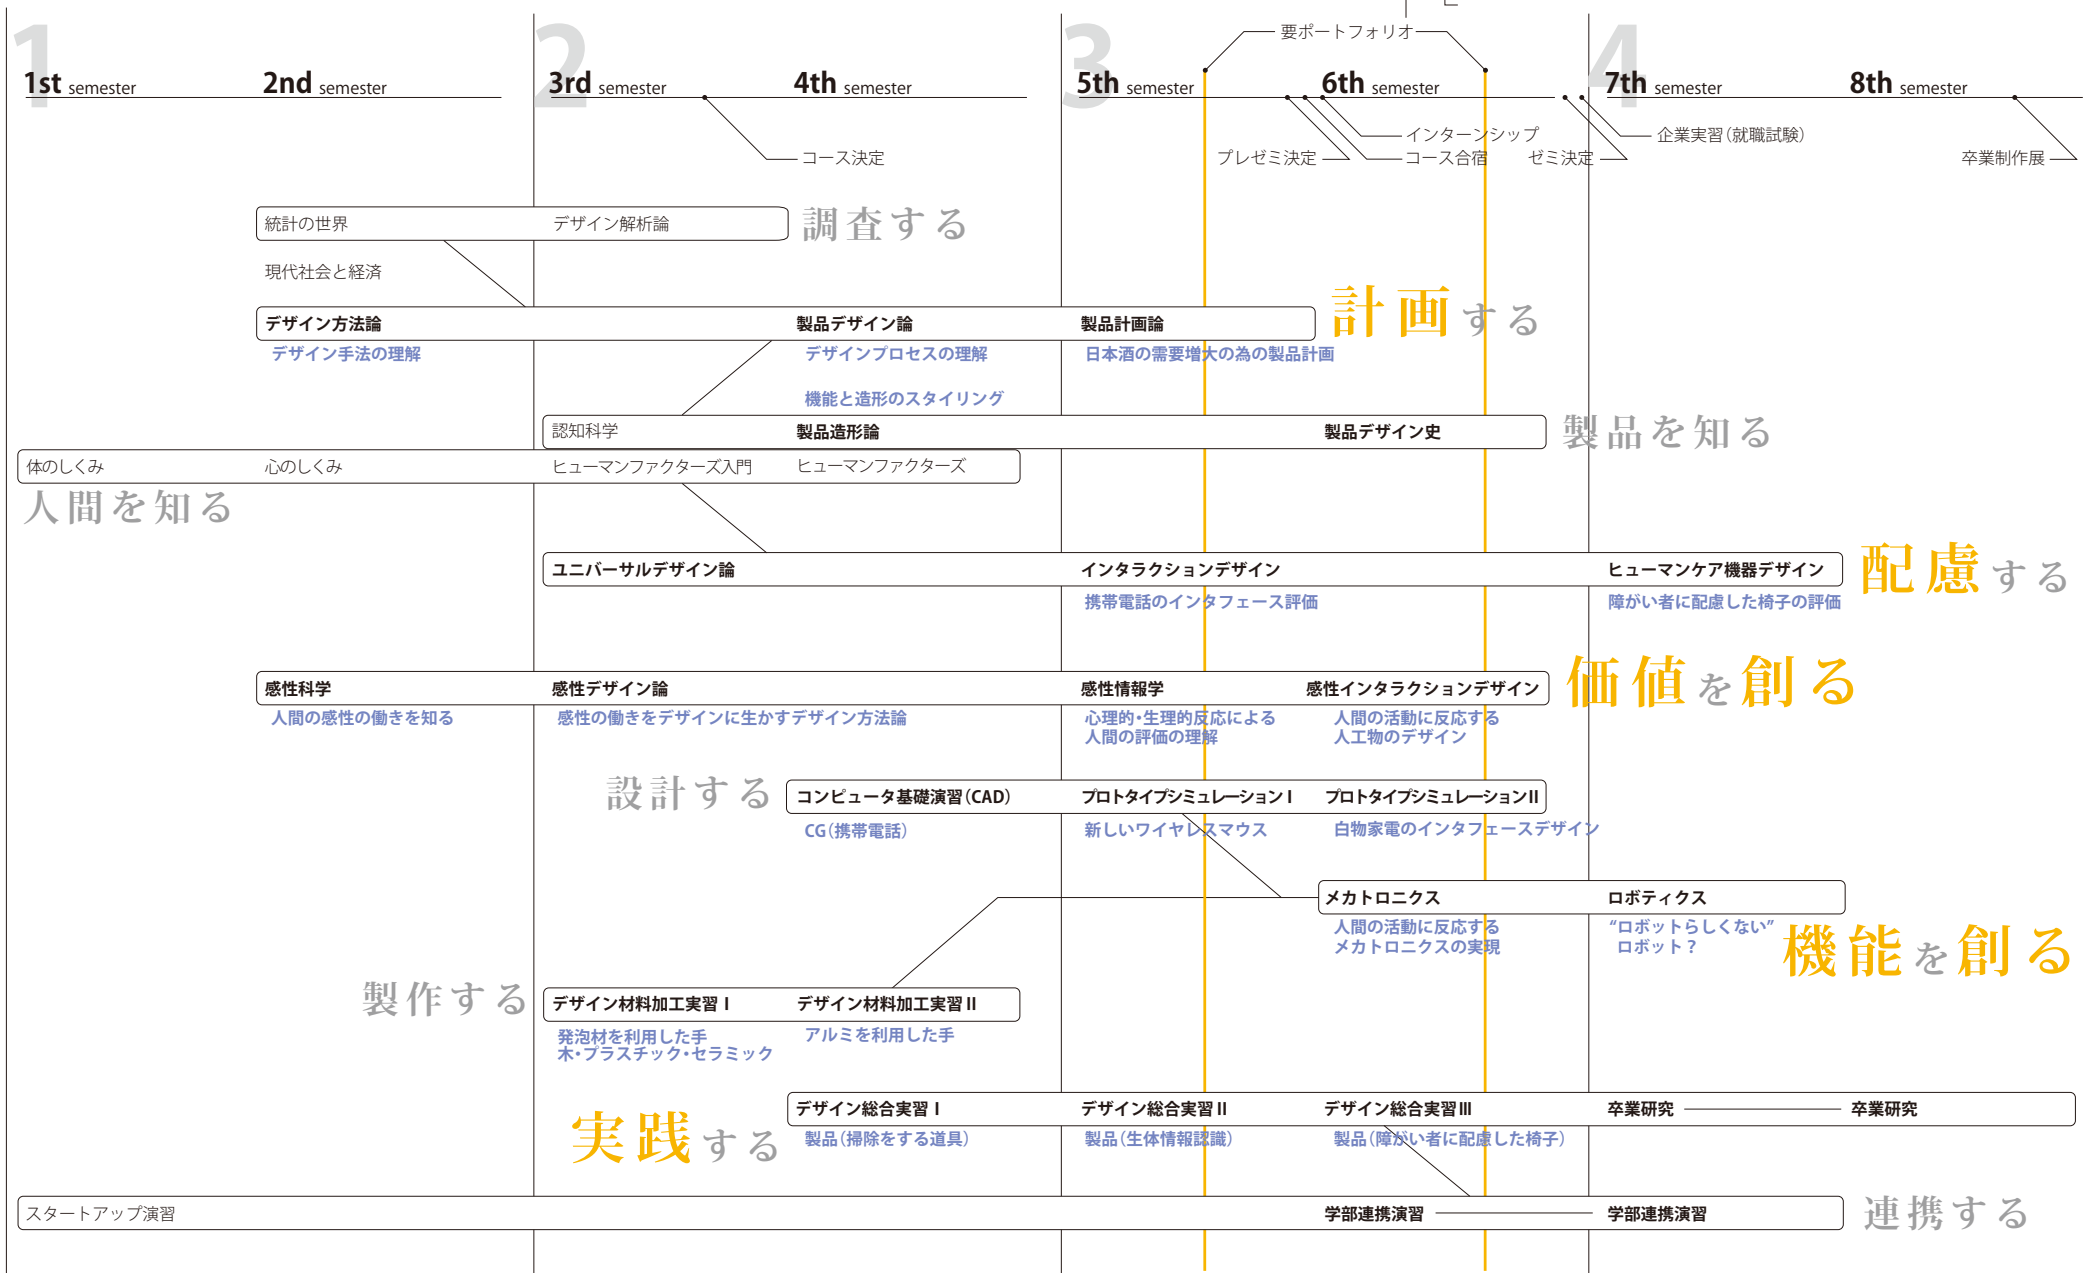 要ポートフォリオ
1 2 3 4
1st semester 2nd semester 3rd semester 4th semester 5th semester 6th semester 7th semester 8th semester
インターンシップ 企業実習(就職試験)
コース決定 プレゼミ決定 コース合宿 ゼミ決定 卒業制作展
統計の世界 デザイン解析論 調査する
現代社会と経済
デザイン方法論 製品デザイン論 製品計画論 計画する
デザイン手法の理解 デザインプロセスの理解 日本酒の需要増大の為の製品計画
機能と造形のスタイリング
認知科学 製品造形論 製品デザイン史 製品を知る
体のしくみ 心のしくみ ヒューマンファクターズ入門 ヒューマンファクターズ
人間を知る
ユニバーサルデザイン論 インタラクションデザイン ヒューマンケア機器デザイン 配慮する
携帯電話のインタフェース評価 障がい者に配慮した椅子の評価
感性科学 感性デザイン論 感性情報学 感性インタラクションデザイン 価値を創る
人間の感性の働きを知る 感性の働きをデザインに生かすデザイン方法論 心理的・生理的反応による 人間の活動に反応する
人間の評価の理解 人工物のデザイン
設計する コンピュータ基礎演習(CAD) プロトタイプシミュレーションI プロトタイプシミュレーションII
CG(携帯電話) 新しいワイヤレスマウス 白物家電のインタフェースデザイン
メカトロニクス ロボティクス
人間の活動に反応する “ロボットらしくない”
メカトロニクスの実現 ロボット？
機能を創る
製作する デザイン材料加工実習 I デザイン材料加工実習 II
発泡材を利用した手 アルミを利用した手
木・プラスチック・セラミック
デザイン総合実習 I デザイン総合実習 II デザイン総合実習 III 卒業研究 卒業研究
実践する 製品(掃除をする道具) 製品(生体情報認識) 製品(障がい者に配慮した椅子)
スタートアップ演習 学部連携演習 学部連携演習 連携する